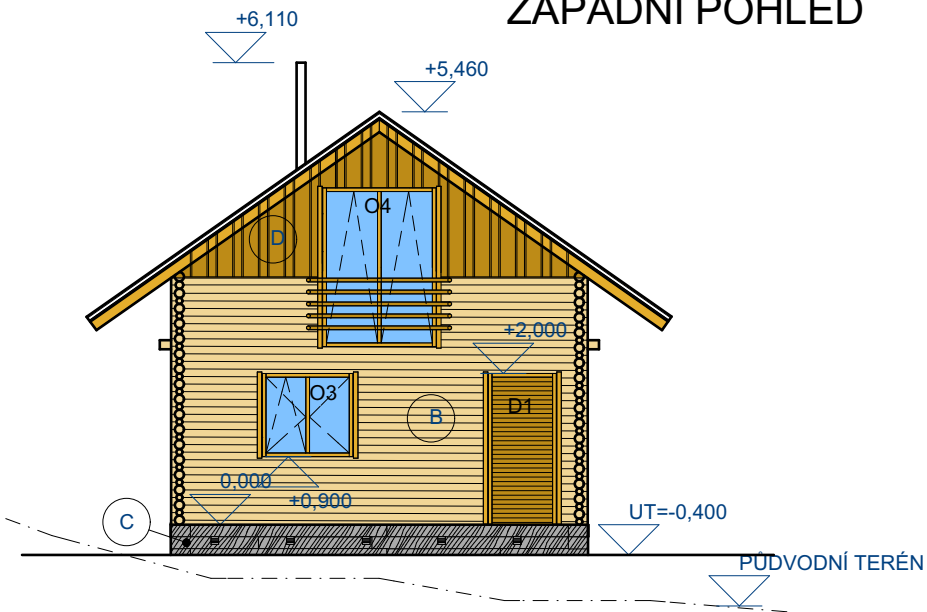 ZÁPADNÍ POHLED
+6,110
+5,460
O4
D
+2,000
O3
D1
B
0,000
+0,900
C
UT=-0,400
PŮDVODNÍ TERÉN